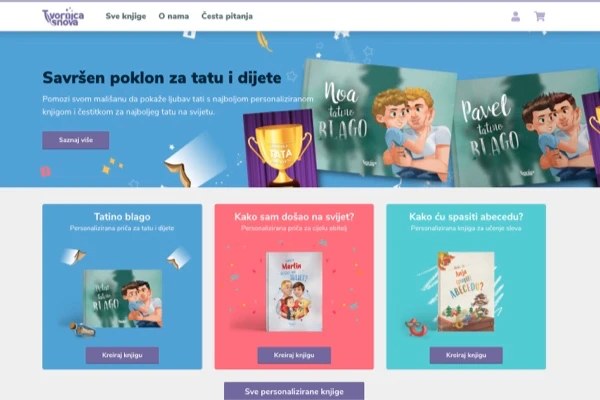 Tvornica
snova
Sve knjige
O nama
Česta pitanja
Savršen poklon za tatu i dijete
Pomozi svom mališanu da pokaže ljubav tati s najboljom personaliziranom
knjigom i čestitkom za najboljeg tatu na svijetu.
Saznaj više
TATA
Noa
tatino
BLAGO
Pavel
tatino
BLAGO
Tatino blago
Personalizirana priča za tatu i dijete
BLAGO
Kreiraj knjigu
Kako sam došao na svijet?
Personalizirana priča za cijelu obitelj
Martin
Kreiraj knjigu
Kako ću spasiti abecedu?
Personalizirana knjiga za učenje slova
ABECEDU?
Kreiraj knjigu
Sve personalizirane knjige